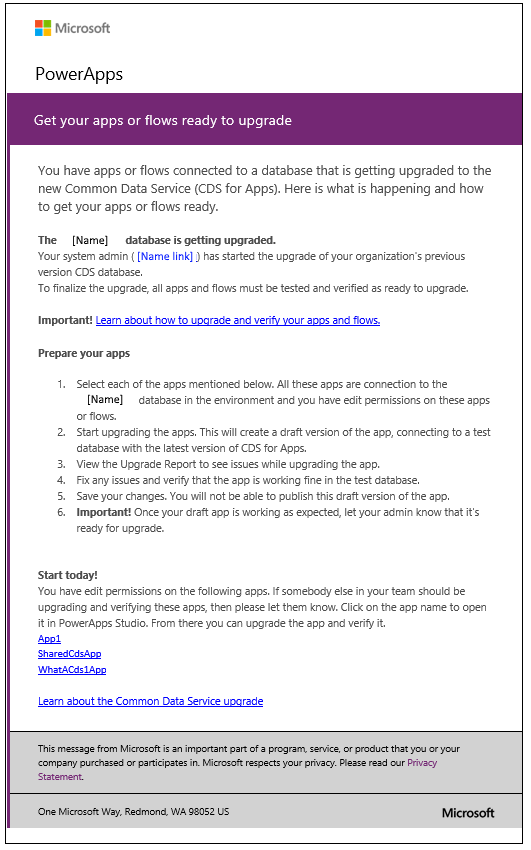 Microsoft
PowerApps
Get your apps or flows ready to upgrade
You have apps or flows connected to a database that is getting upgraded to the
new Common Data Service (CDS for Apps). Here is what is happening and how
to get your apps or flows ready.
The [Name] database is getting upgraded.
Your system admin ( [Name link] ) has started the upgrade of your organization's previous
version CDS database.
To finalize the upgrade, all apps and flows must be tested and verified as ready to upgrade.
Important! Learn about how to upgrade and verify your apps and flows.
Prepare your apps
1. Select each of the apps mentioned below. All these apps are connection to the
[Name] database in the environment and you have edit permissions on these apps
or flows.
2. Start upgrading the apps. This will create a draft version of the app, connecting to a test
database with the latest version of CDS for Apps.
3. View the Upgrade Report to see issues while upgrading the app.
4. Fix any issues and verify that the app is working fine in the test database.
5. Save your changes. You will not be able to publish this draft version of the app.
6. Important! Once your draft app is working as expected, let your admin know that it's
ready for upgrade.
Start today!
You have edit permissions on the following apps. If somebody else in your team should be
upgrading and verifying these apps, then please let them know. Click on the app name to open
it in PowerApps Studio. From there you can upgrade the app and verify it.
App1
SharedCdsApp
WhatACds1App
Learn about the Common Data Service upgrade
This message from Microsoft is an important part of a program, service, or product that you or your
company purchased or participates in. Microsoft respects your privacy. Please read our Privacy
Statement.
One Microsoft Way, Redmond, WA 98052 US
Microsoft